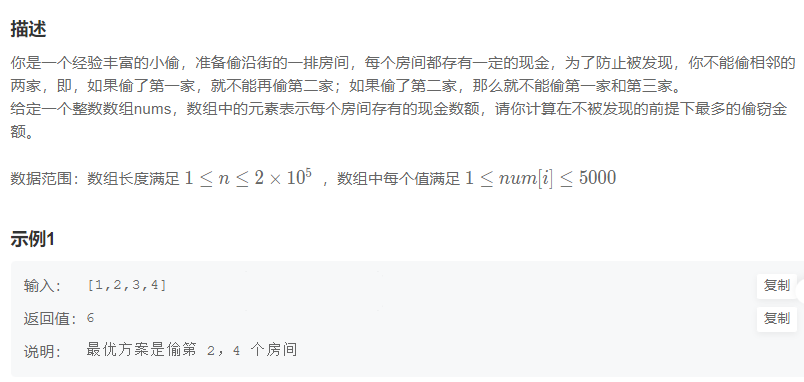 描述
你是一个经验丰富的小偷，准备偷沿街的一排房间，每个房间都存有一定的现金，为了防止被发现，你不能偷相邻的
两家，即，如果偷了第一家，就不能再偷第二家；如果偷了第二家，那么就不能偷第一家和第三家。
给定一个整数数组nums，数组中的元素表示每个房间存有的现金数额，请你计算在不被发现的前提下最多的偷窃金
额。
数据范围：数组长度满足 1 ≤ n ≤ 2 × 10⁵ ，数组中每个值满足 1 ≤ num[i] ≤ 5000
示例1
输入： [1,2,3,4] 复制
返回值： 6 复制
说明： 最优方案是偷第 2，4 个房间